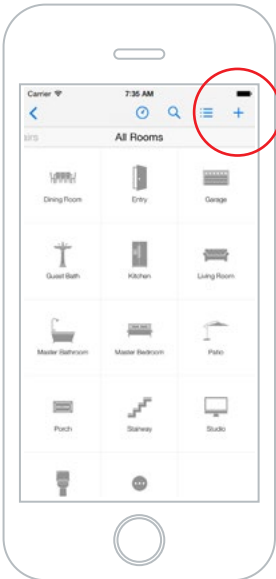 Carrier 7:35 AM
airs All Rooms
Dining Room Entry Garage
Guest Bath Kitchen Living Room
Master Bathroom Master Bedroom Patio
Porch Stairway Studio